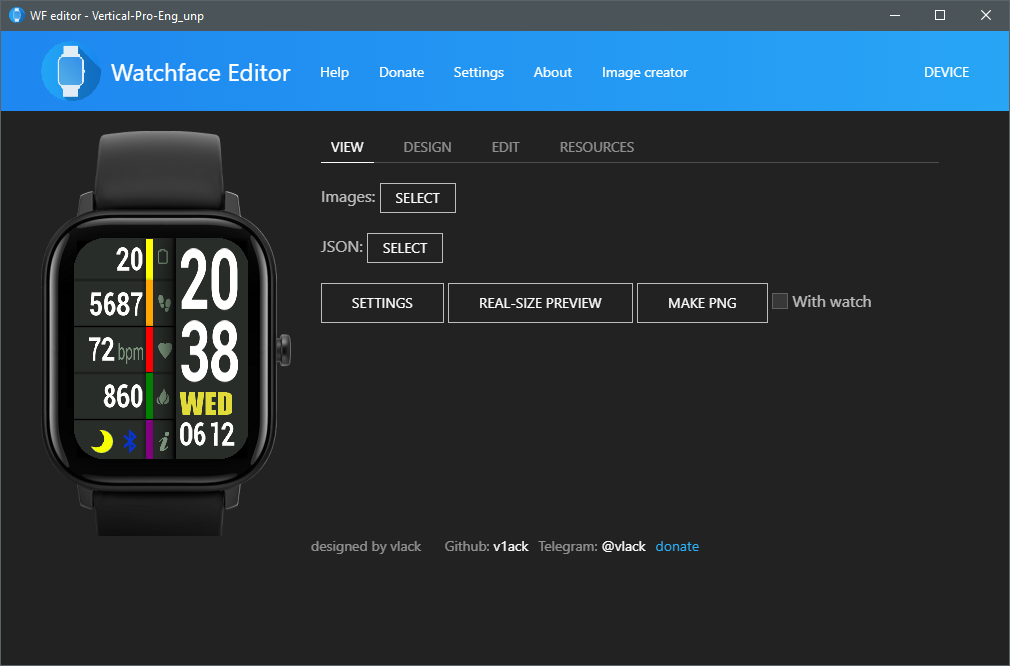 WF editor - Vertical-Pro-Eng_unp
Watchface Editor Help Donate Settings About Image creator DEVICE
VIEW DESIGN EDIT RESOURCES
Images: SELECT
JSON: SELECT
SETTINGS REAL-SIZE PREVIEW MAKE PNG With watch
20
5687
72 bpm
860
i
20
38
WED
06 12
designed by vlack Github: v1ack Telegram: @vlack donate